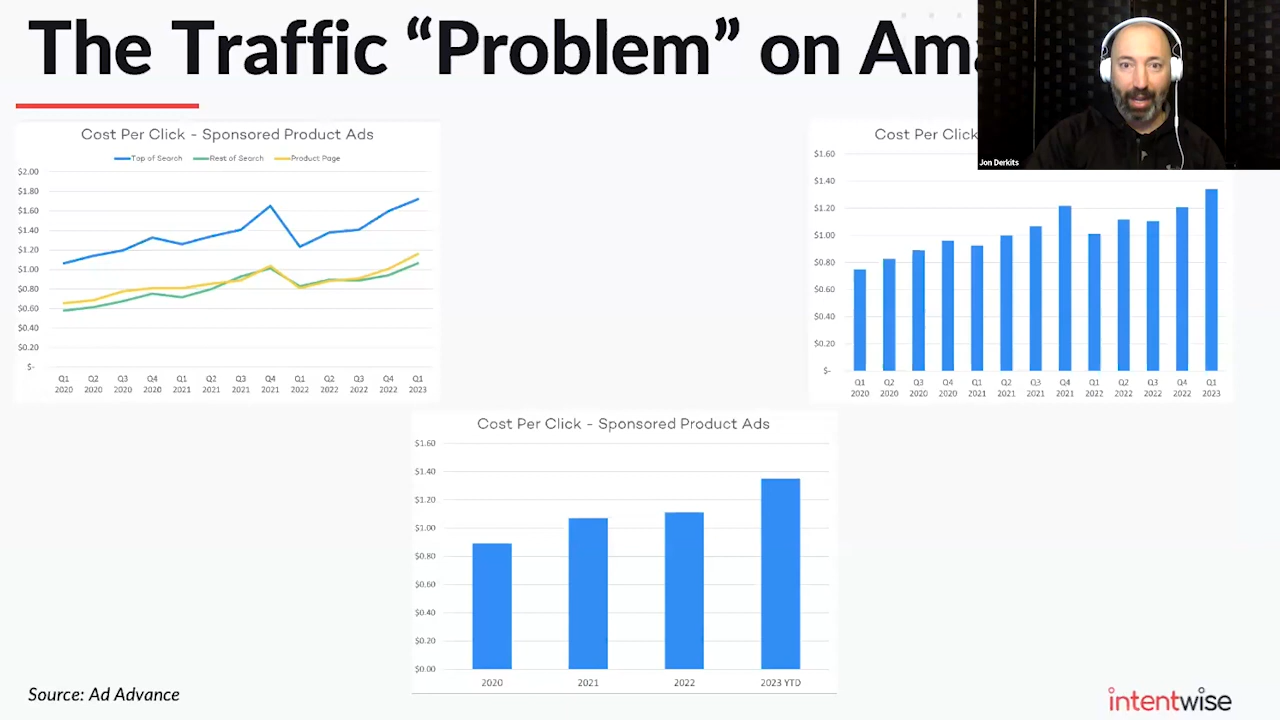 The Traffic “Problem” on Ama
Jon Derkits
Cost Per Click - Sponsored Product Ads
Top of Search Rest of Search Product Page
$2.00
$1.80
$1.60
$1.40
$1.20
$1.00
$0.80
$0.60
$0.40
$0.20
$-
Q1 Q2 Q3 Q4 Q1 Q2 Q3 Q4 Q1 Q2 Q3 Q4 Q1
2020 2020 2020 2020 2021 2021 2021 2021 2022 2022 2022 2022 2023
Cost Per Click
$1.60
$1.40
$1.20
$1.00
$0.80
$0.60
$0.40
$0.20
$-
Q1 Q2 Q3 Q4 Q1 Q2 Q3 Q4 Q1 Q2 Q3 Q4 Q1
2020 2020 2020 2020 2021 2021 2021 2021 2022 2022 2022 2022 2023
Cost Per Click - Sponsored Product Ads
$1.60
$1.40
$1.20
$1.00
$0.80
$0.60
$0.40
$0.20
$0.00
2020 2021 2022 2023 YTD
Source: Ad Advance
intentwise